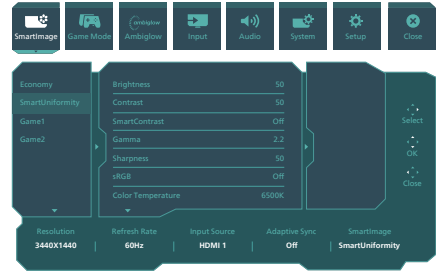 SmartImage Game Mode Ambiglow Input Audio System Setup Close
ambiglow
Economy
SmartUniformity
Game1
Game2
Brightness 50
Contrast 50
SmartContrast Off
Gamma 2.2
Sharpness 50
sRGB Off
Color Temperature 6500K
Select
OK
Close
Resolution Refresh Rate Input Source Adaptive Sync SmartImage
3440X1440 | 60Hz | HDMI 1 | Off | SmartUniformity